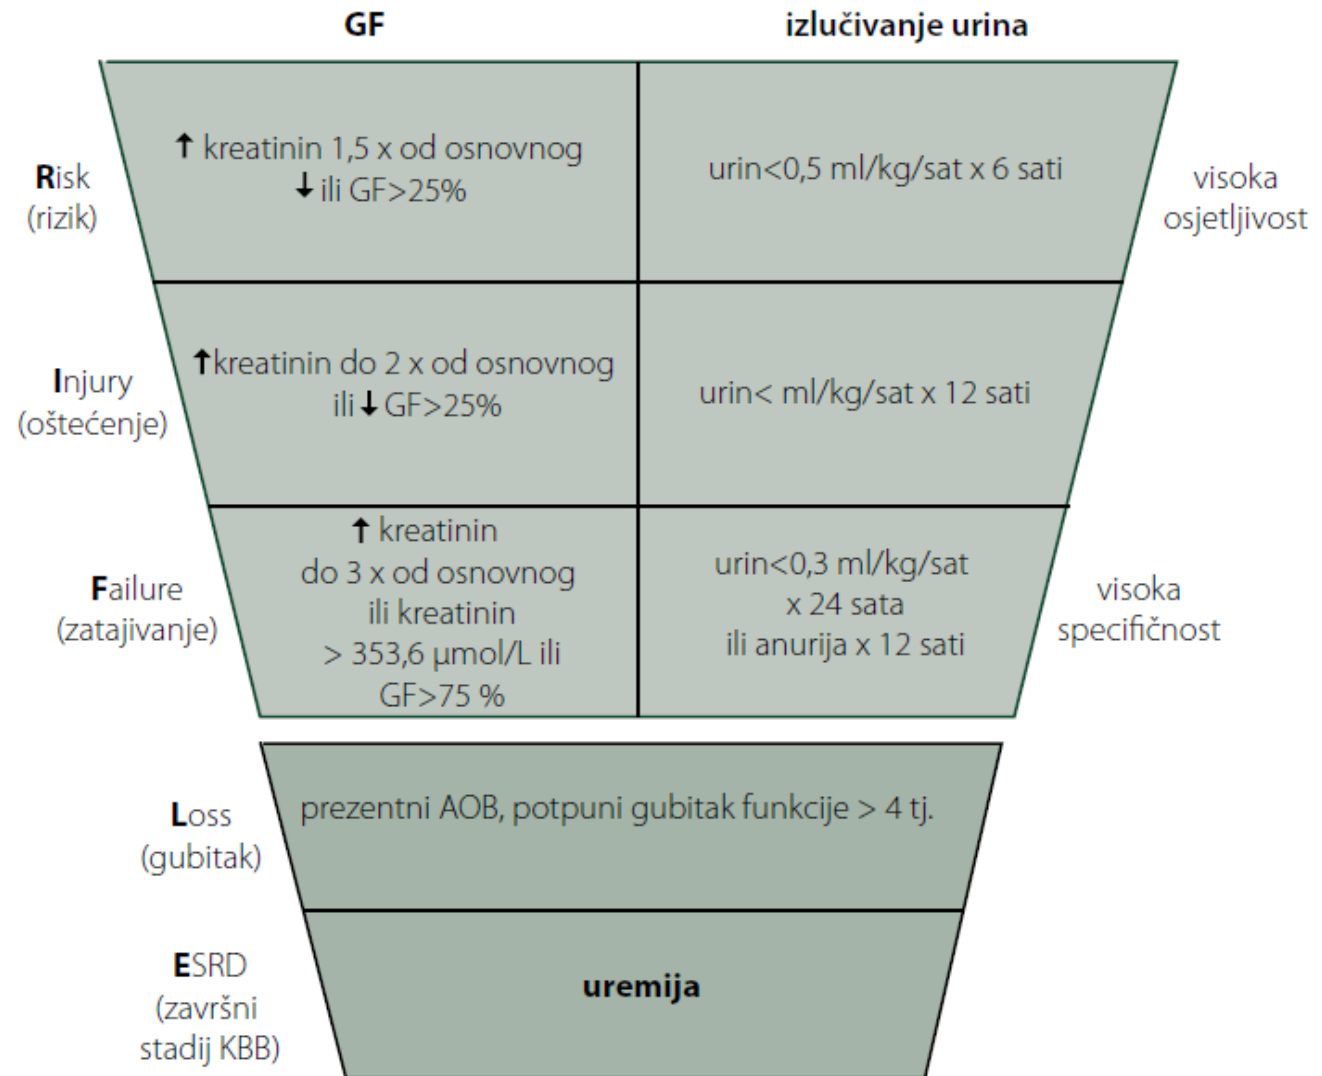 GF
izlučivanje urina
Risk
(rizik)
↑ kreatinin 1,5 x od osnovnog
↓ ili GF>25%
urin<0,5 ml/kg/sat x 6 sati
visoka
osjetljivost
Injury
(oštećenje)
↑kreatinin do 2 x od osnovnog
ili ↓ GF>25%
urin< ml/kg/sat x 12 sati
Failure
(zatajivanje)
↑ kreatinin
do 3 x od osnovnog
ili kreatinin
> 353,6 μmol/L ili
GF>75 %
urin<0,3 ml/kg/sat
x 24 sata
ili anurija x 12 sati
visoka
specifičnost
Loss
(gubitak)
prezentni AOB, potpuni gubitak funkcije > 4 tj.
ESRD
(završni
stadij KBB)
uremija